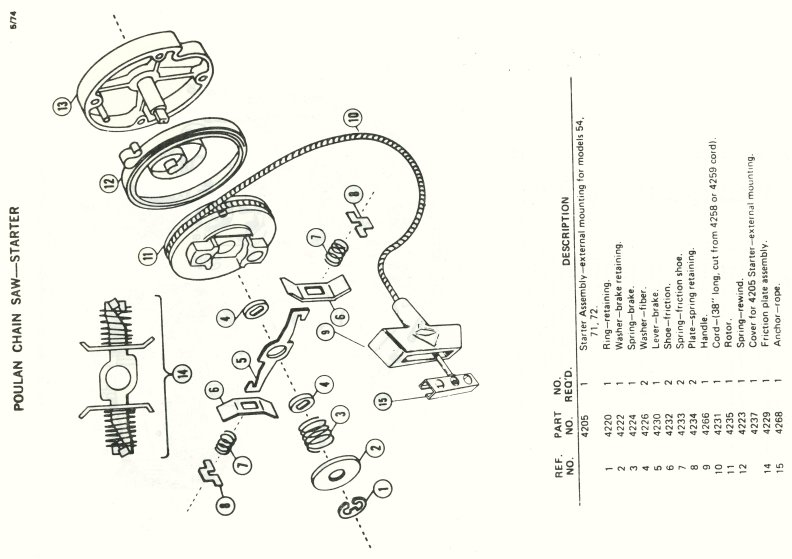 6/74
POULAN CHAIN SAW—STARTER
13
12
11
10
14
8
7
6
4
9
5
6
4
15
7
3
8
2
1
REF. PART NO. DESCRIPTION
NO. NO. REQ'D.
4205 1 Starter Assembly—external mounting for models 54,
71, 72.
1 4220 1 Ring—retaining.
2 4222 1 Washer—brake retaining.
3 4224 1 Spring—brake.
4 4226 2 Washer—fiber.
5 4230 1 Lever—brake.
6 4232 2 Shoe—friction.
7 4233 2 Spring—friction shoe.
8 4234 2 Plate—spring retaining.
9 4266 1 Handle.
10 4231 1 Cord—(38" long, cut from 4258 or 4259 cord).
11 4235 1 Rotor.
12 4223 1 Spring—rewind.
4237 1 Cover for 4205 Starter—external mounting.
14 4229 1 Friction plate assembly.
15 4268 1 Anchor—rope.